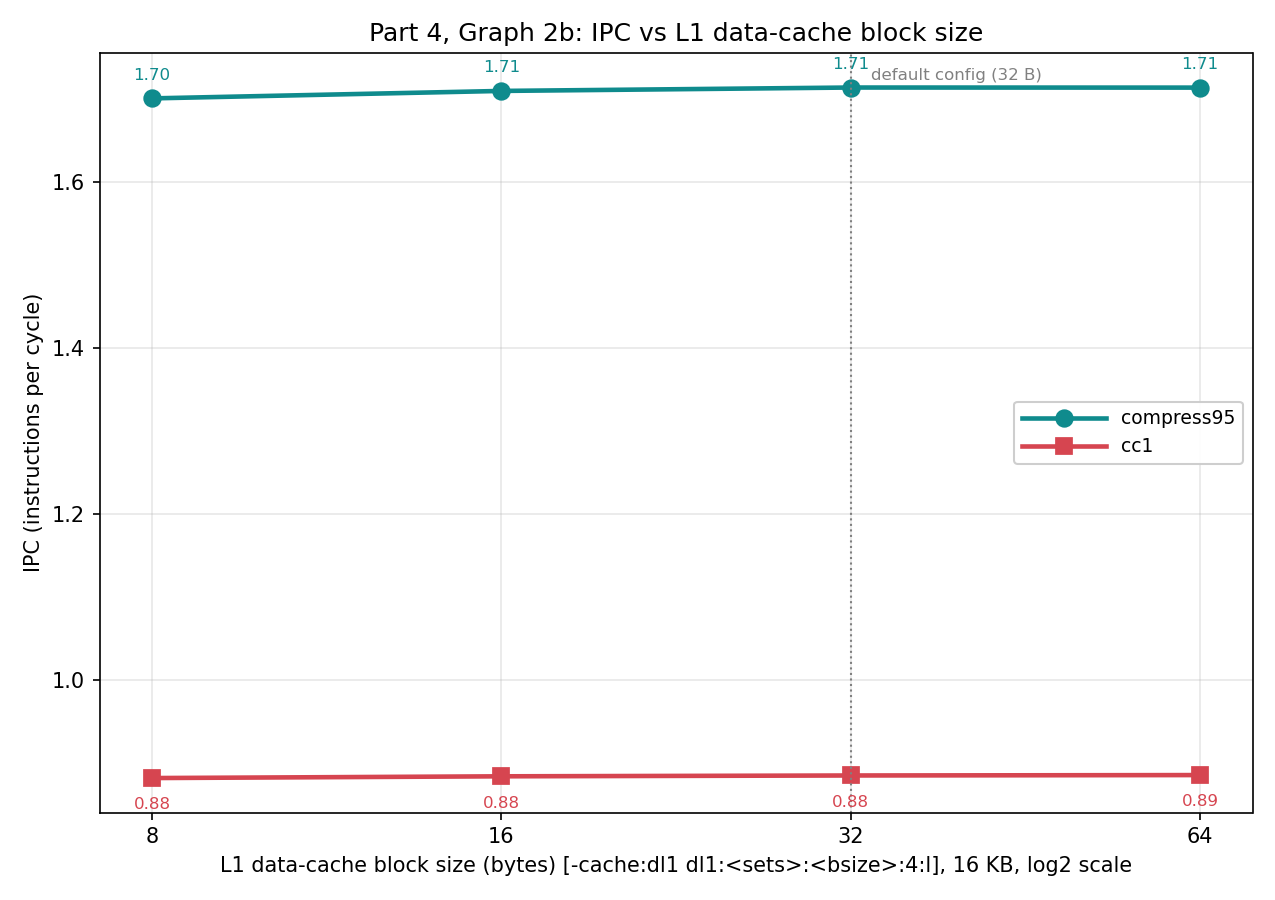 Part 4, Graph 2b: IPC vs L1 data-cache block size
1.70
1.71
1.71
1.71
default config (32 B)
1.6
1.4
1.2
1.0
IPC (instructions per cycle)
compress95
cc1
0.88
0.88
0.88
0.89
8
16
32
64
L1 data-cache block size (bytes) [-cache:dl1 dl1:<sets>:<bsize>:4:l], 16 KB, log2 scale